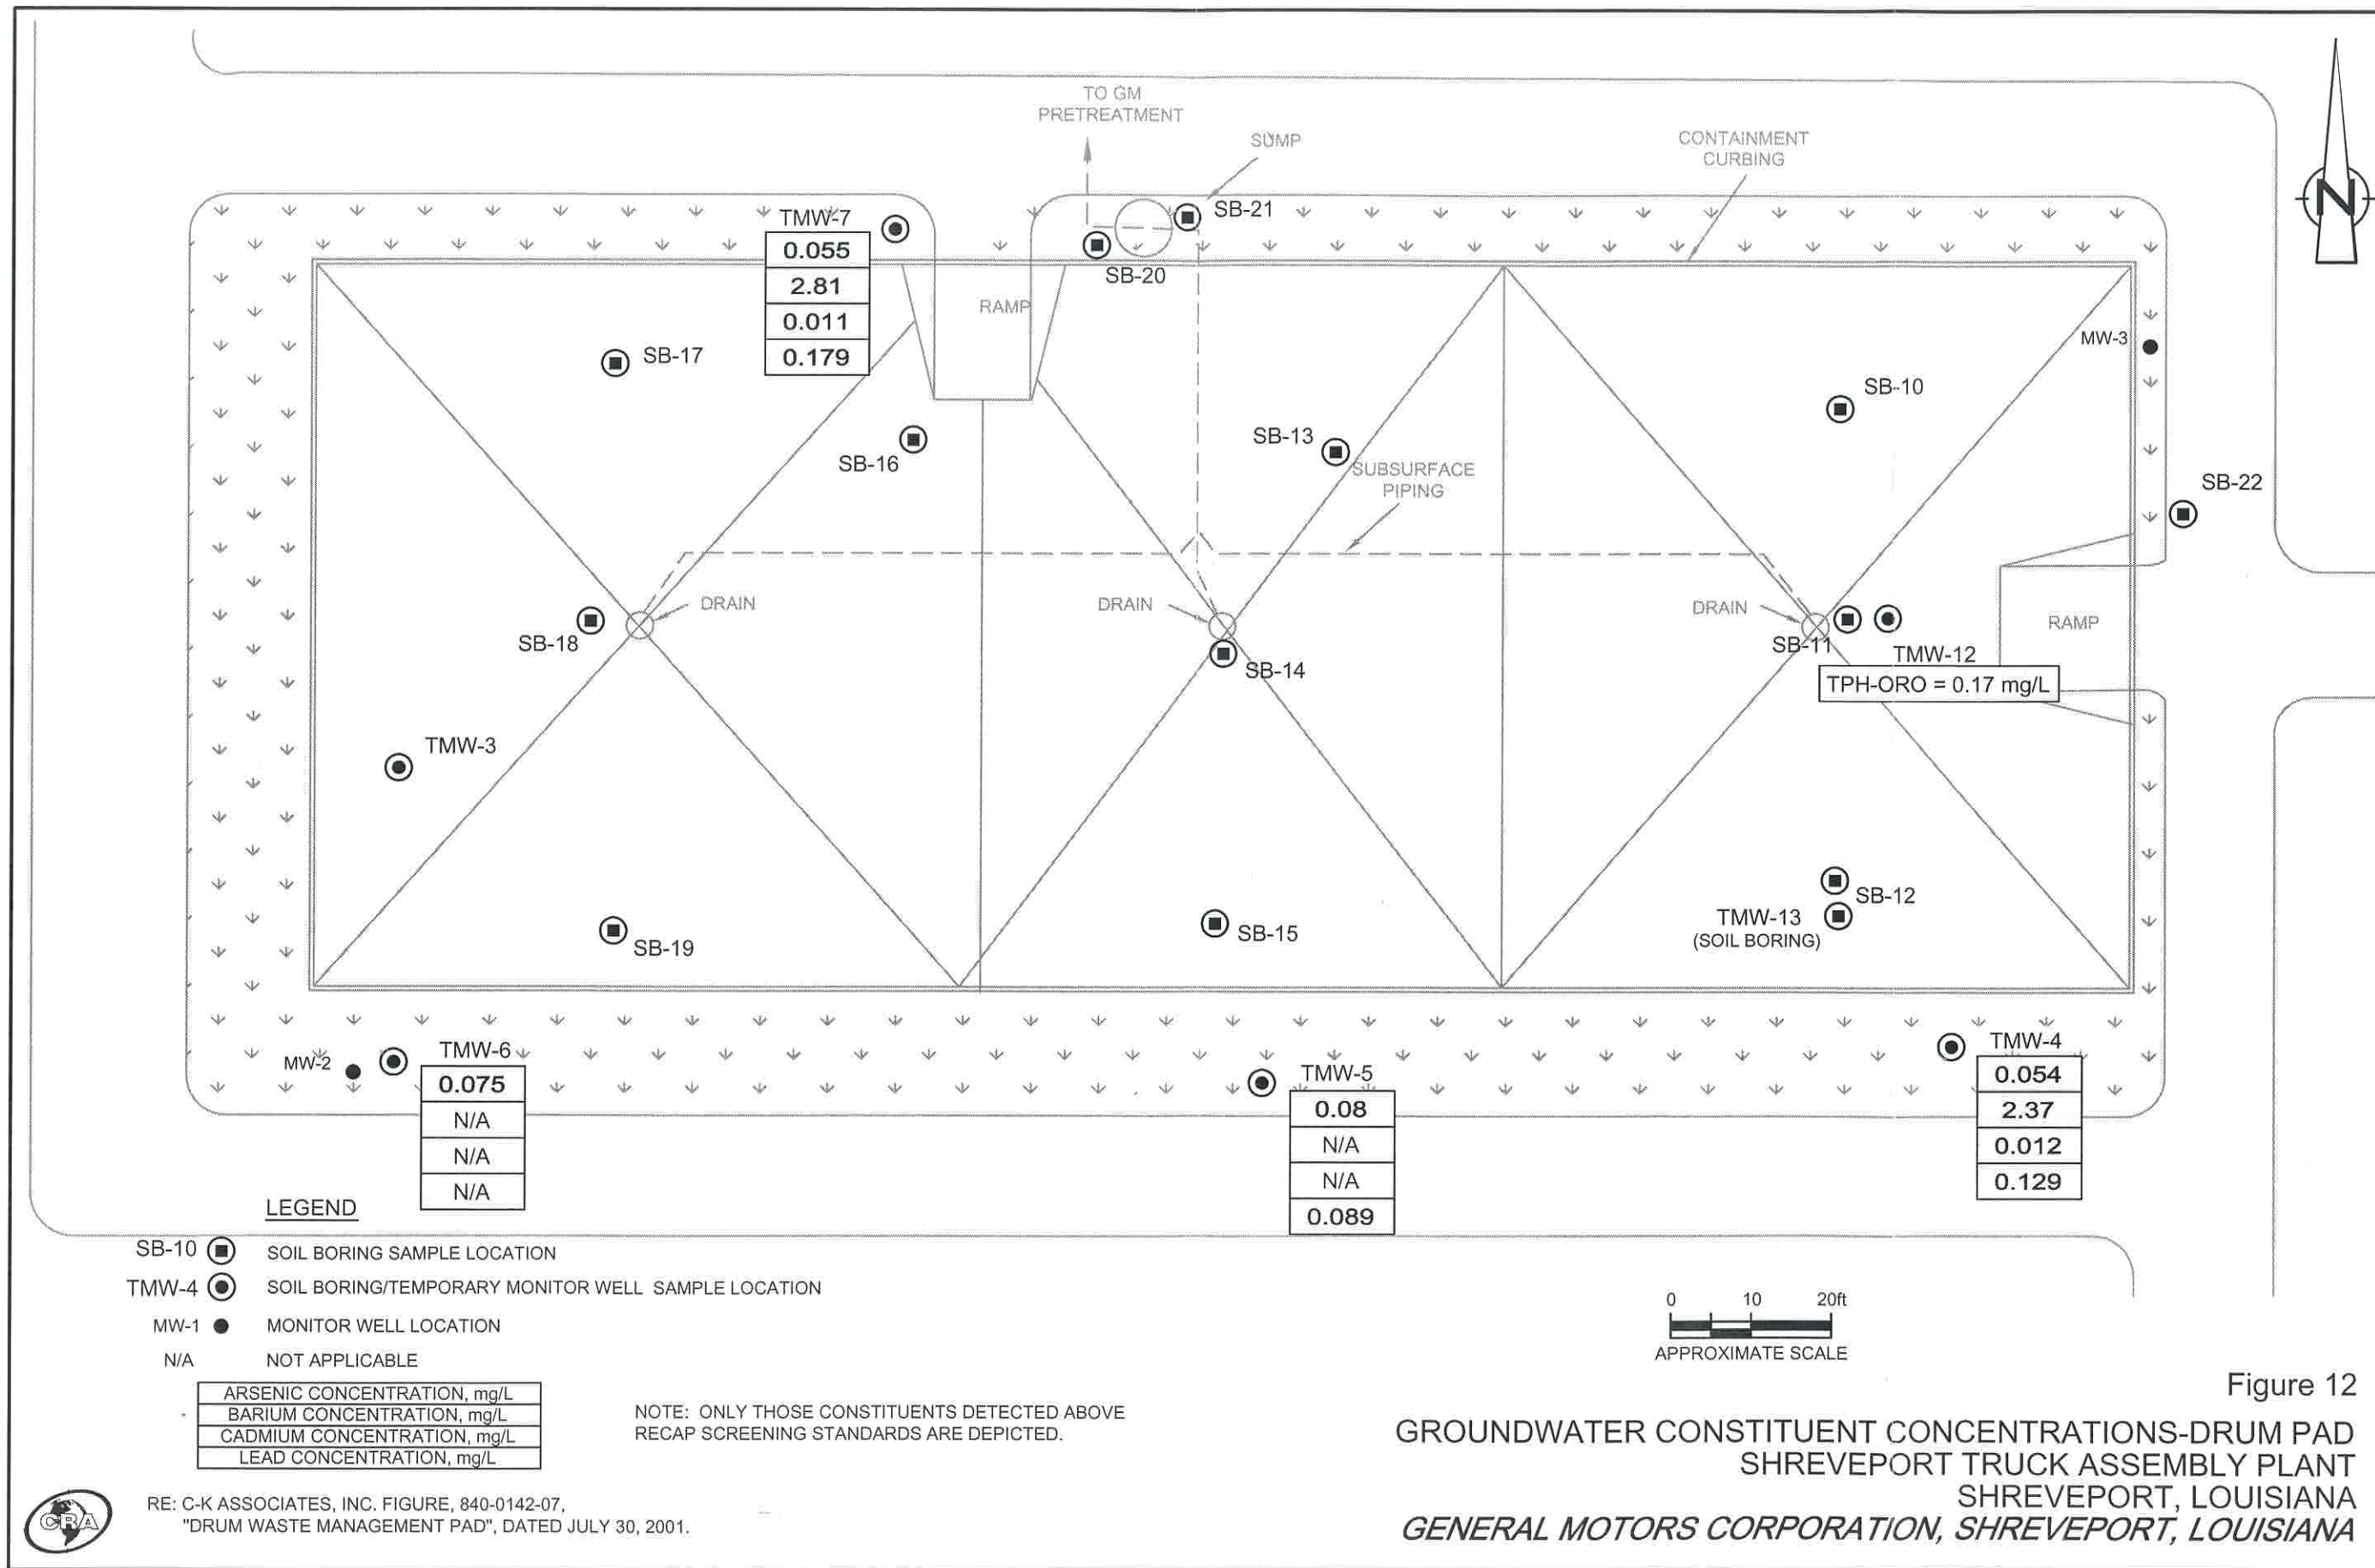 TO GM
PRETREATMENT
SUMP
CONTAINMENT
CURBING
N
TMW-7
0.055
2.81
0.011
0.179
SB-21
SB-20
RAMP
MW-3
SB-17
SB-10
SB-16
SB-13
SUBSURFACE
PIPING
SB-22
DRAIN
DRAIN
DRAIN
SB-18
SB-14
SB-11
TMW-12
TPH-ORO = 0.17 mg/L
RAMP
TMW-3
SB-12
TMW-13
(SOIL BORING)
SB-19
SB-15
MW-2
TMW-6
0.075
N/A
N/A
N/A
TMW-5
0.08
N/A
N/A
0.089
TMW-4
0.054
2.37
0.012
0.129
LEGEND
SB-10 SOIL BORING SAMPLE LOCATION
TMW-4 SOIL BORING/TEMPORARY MONITOR WELL SAMPLE LOCATION
MW-1 MONITOR WELL LOCATION
N/A NOT APPLICABLE
ARSENIC CONCENTRATION, mg/L
BARIUM CONCENTRATION, mg/L
CADMIUM CONCENTRATION, mg/L
LEAD CONCENTRATION, mg/L
NOTE: ONLY THOSE CONSTITUENTS DETECTED ABOVE
RECAP SCREENING STANDARDS ARE DEPICTED.
0 10 20ft
APPROXIMATE SCALE
CRA
RE: C-K ASSOCIATES, INC. FIGURE, 840-0142-07,
"DRUM WASTE MANAGEMENT PAD", DATED JULY 30, 2001.
Figure 12
GROUNDWATER CONSTITUENT CONCENTRATIONS-DRUM PAD
SHREVEPORT TRUCK ASSEMBLY PLANT
SHREVEPORT, LOUISIANA
GENERAL MOTORS CORPORATION, SHREVEPORT, LOUISIANA